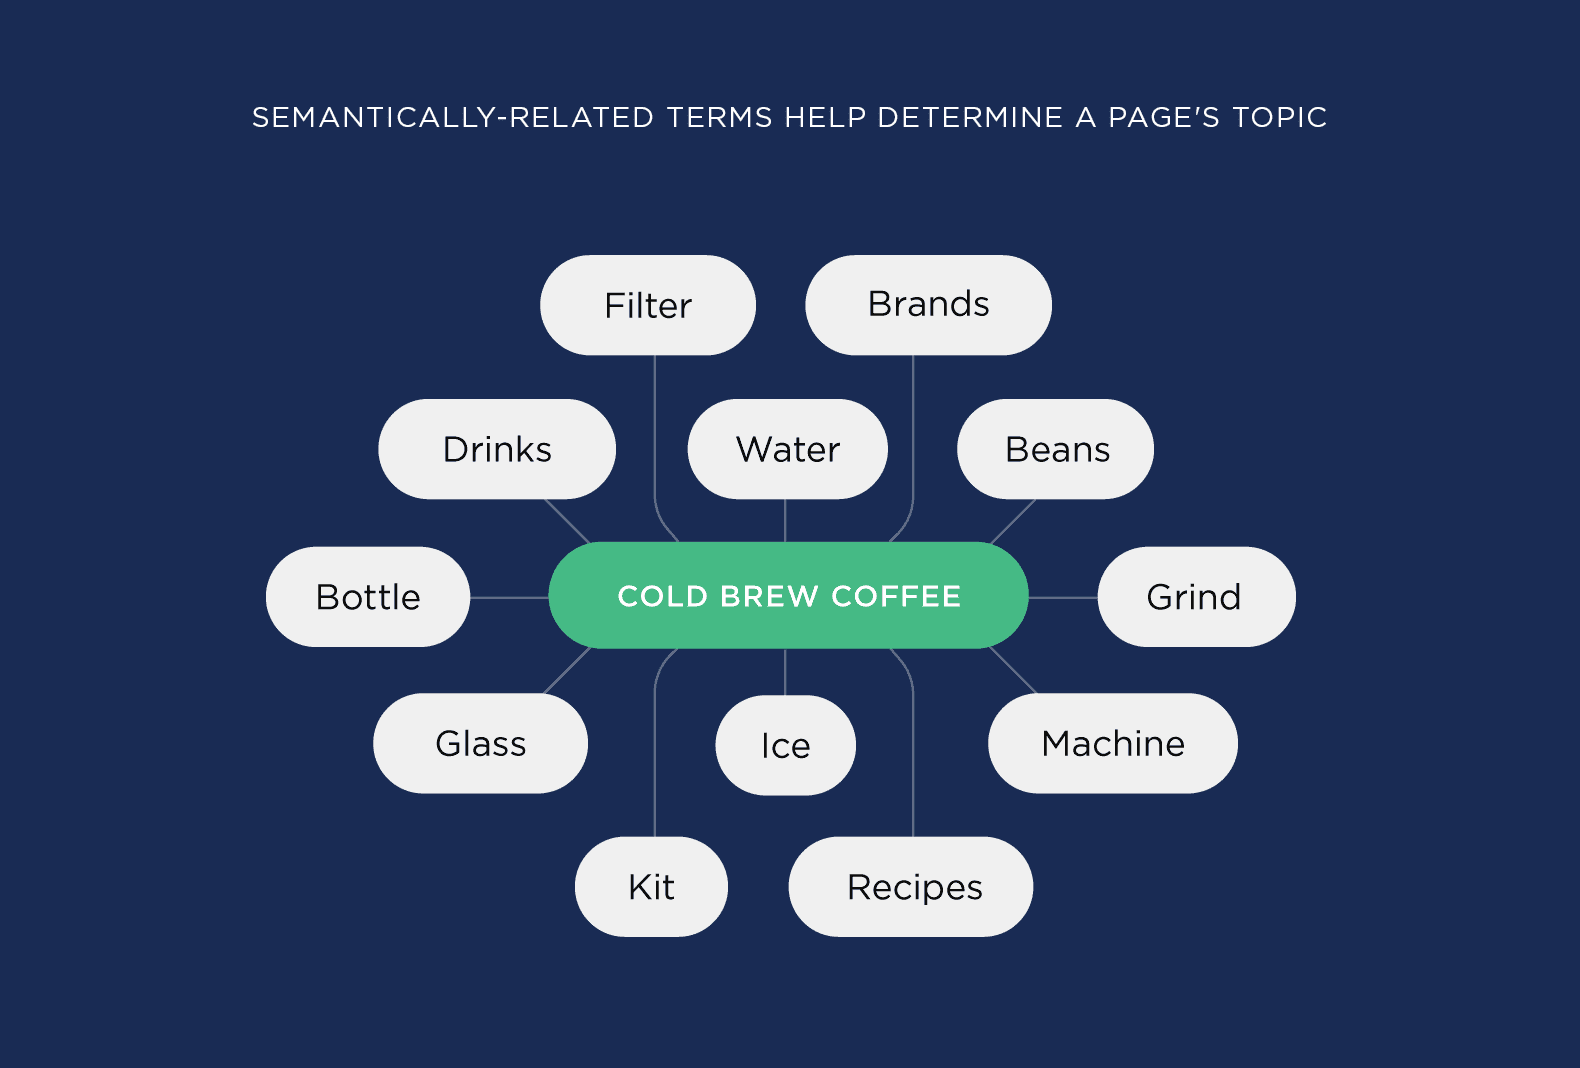 SEMANTICALLY-RELATED TERMS HELP DETERMINE A PAGE'S TOPIC
Filter
Brands
Drinks
Water
Beans
Bottle
COLD BREW COFFEE
Grind
Glass
Ice
Machine
Kit
Recipes